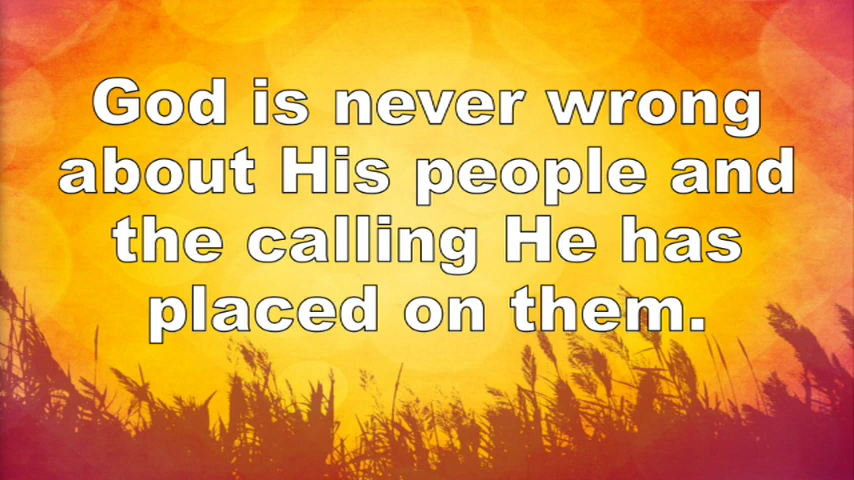 God is never wrong
about His people and
the calling He has
placed on them.